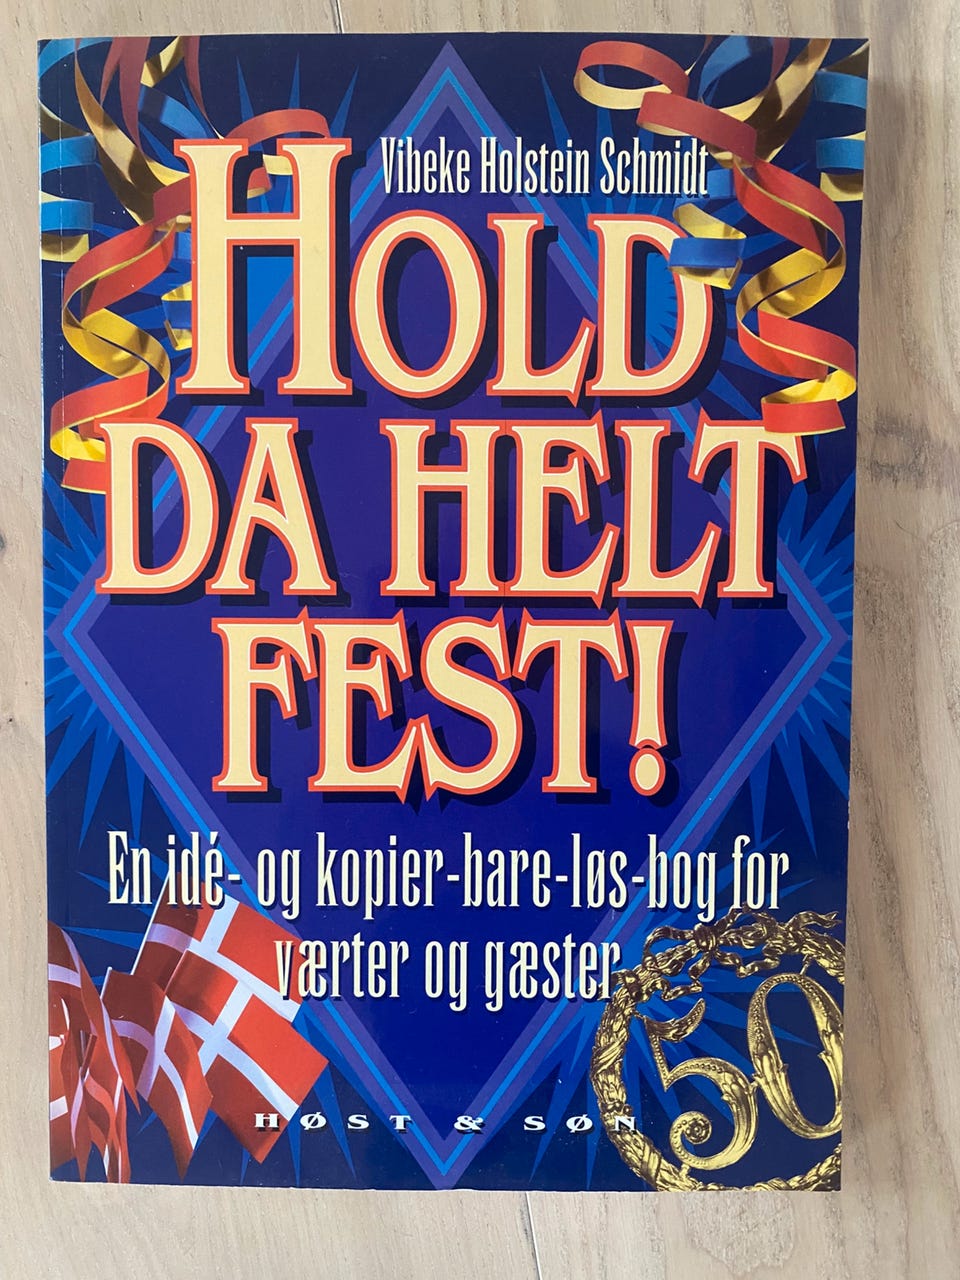 Vibeke Holstein Schmidt
HOLD
DA HELT
FEST!
En idé- og kopier-bare-løs-bog for
værter og gæster
50
HØST & SØN